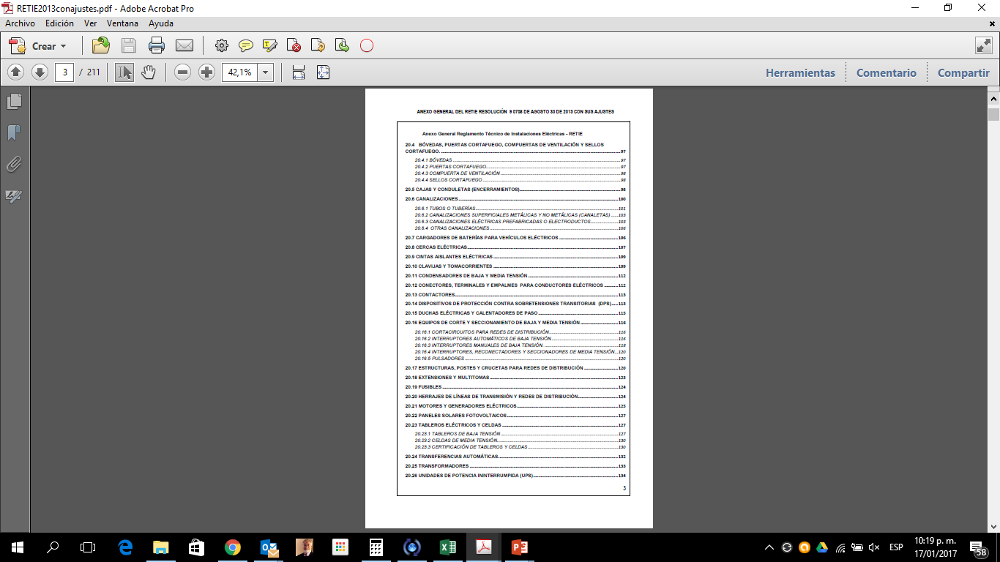 RETIE2013conajustes.pdf - Adobe Acrobat Pro
Archivo Edición Ver Ventana Ayuda
Crear
3 / 211 42,1% Herramientas Comentario Compartir
ANEXO GENERAL DEL RETIE RESOLUCIÓN 9 0708 DE AGOSTO 30 DE 2013 CON SUS AJUSTES
Anexo General Reglamento Técnico de Instalaciones Eléctricas - RETIE
20.4 BÓVEDAS, PUERTAS CORTAFUEGO, COMPUERTAS DE VENTILACIÓN Y SELLOS
CORTAFUEGO. 97
20.4.1 BÓVEDAS 97
20.4.2 PUERTAS CORTAFUEGO 97
20.4.3 COMPUERTA DE VENTILACIÓN 98
20.4.4 SELLOS CORTAFUEGO 98
20.5 CAJAS Y CONDULETAS (ENCERRAMIENTOS) 98
20.6 CANALIZACIONES 100
20.6.1 TUBOS O TUBERÍAS 101
20.6.2 CANALIZACIONES SUPERFICIALES METÁLICAS Y NO METÁLICAS (CANALETAS) 103
20.6.3 CANALIZACIONES ELÉCTRICAS PREFABRICADAS O ELECTRODUCTOS 103
20.6.4 OTRAS CANALIZACIONES 106
20.7 CARGADORES DE BATERÍAS PARA VEHÍCULOS ELÉCTRICOS 106
20.8 CERCAS ELÉCTRICAS 107
20.9 CINTAS AISLANTES ELÉCTRICAS 109
20.10 CLAVIJAS Y TOMACORRIENTES 109
20.11 CONDENSADORES DE BAJA Y MEDIA TENSIÓN 112
20.12 CONECTORES, TERMINALES Y EMPALMES PARA CONDUCTORES ELÉCTRICOS 112
20.13 CONTACTORES 113
20.14 DISPOSITIVOS DE PROTECCIÓN CONTRA SOBRETENSIONES TRANSITORIAS (DPS) 113
20.15 DUCHAS ELÉCTRICAS Y CALENTADORES DE PASO 115
20.16 EQUIPOS DE CORTE Y SECCIONAMIENTO DE BAJA Y MEDIA TENSIÓN 116
20.16.1 CORTACIRCUITOS PARA REDES DE DISTRIBUCIÓN 116
20.16.2 INTERRUPTORES AUTOMÁTICOS DE BAJA TENSIÓN 116
20.16.3 INTERRUPTORES MANUALES DE BAJA TENSIÓN. 118
20.16.4 INTERRUPTORES, RECONECTADORES Y SECCIONADORES DE MEDIA TENSIÓN 120
20.16.5 PULSADORES 120
20.17 ESTRUCTURAS, POSTES Y CRUCETAS PARA REDES DE DISTRIBUCIÓN 120
20.18 EXTENSIONES Y MULTITOMAS 123
20.19 FUSIBLES 124
20.20 HERRAJES DE LÍNEAS DE TRANSMISIÓN Y REDES DE DISTRIBUCIÓN 124
20.21 MOTORES Y GENERADORES ELÉCTRICOS 125
20.22 PANELES SOLARES FOTOVOLTAICOS 127
20.23 TABLEROS ELÉCTRICOS Y CELDAS 127
20.23.1 TABLEROS DE BAJA TENSIÓN 127
20.23.2 CELDAS DE MEDIA TENSIÓN 130
20.23.3 CERTIFICACIÓN DE TABLEROS Y CELDAS 130
20.24 TRANSFERENCIAS AUTOMÁTICAS 132
20.25 TRANSFORMADORES 133
20.26 UNIDADES DE POTENCIA ININTERRUMPIDA (UPS) 134
3
ESP
10:19 p. m.
17/01/2017
58